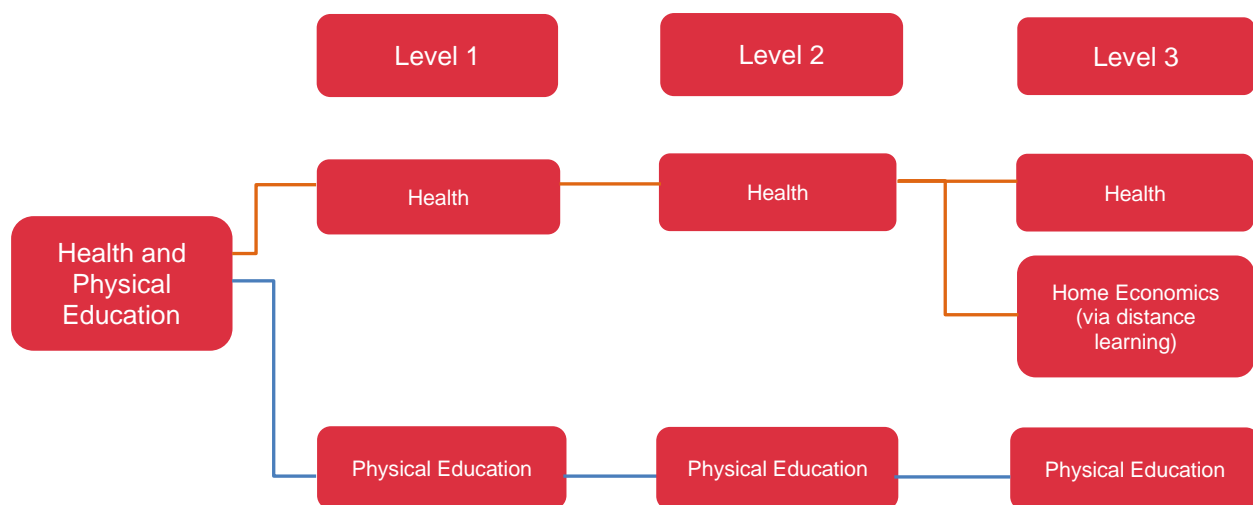 Level 1
Level 2
Level 3
Health
Health
Health
Health and
Physical
Education
Home Economics
(via distance
learning)
Physical Education
Physical Education
Physical Education